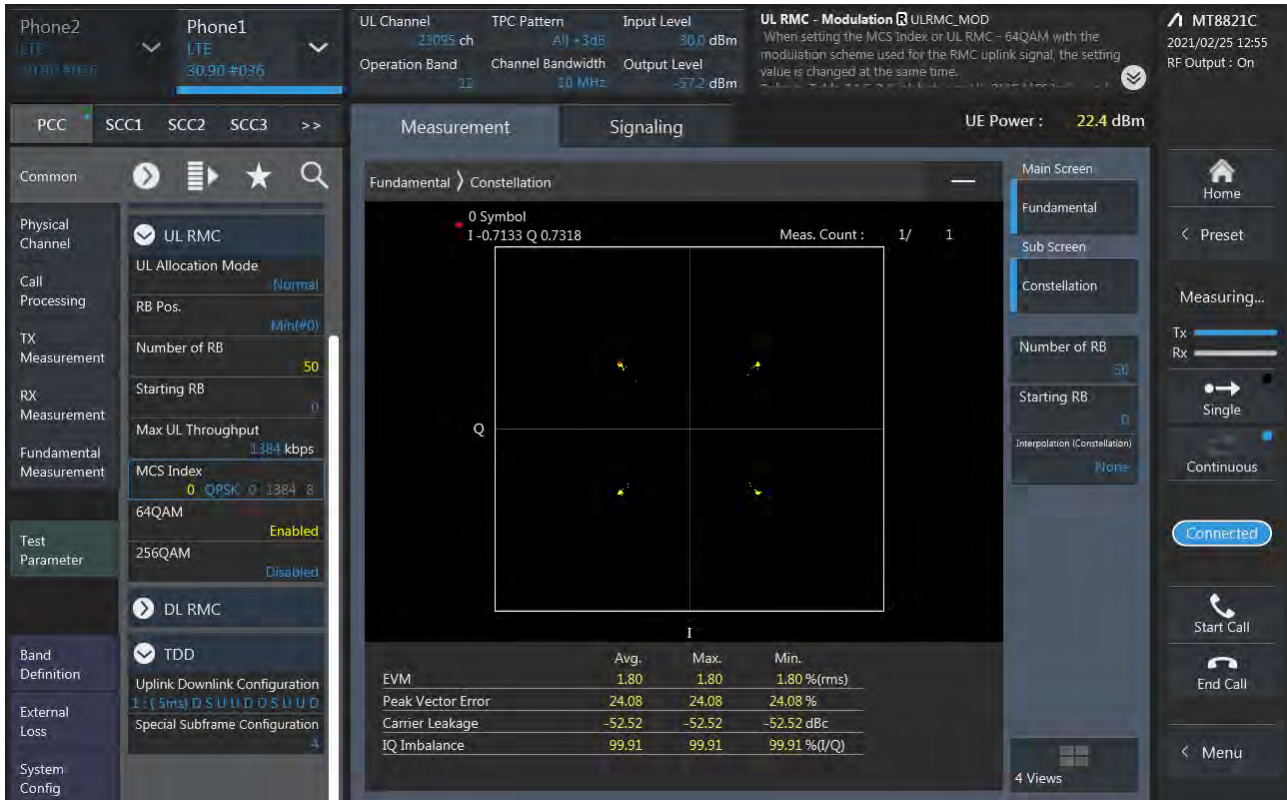 Phone2
LTE
30.90 #036
Phone1
LTE
30.90 #036
UL Channel
23095 ch
Operation Band
12
TPC Pattern
All +3dB
Channel Bandwidth
10 MHz
Input Level
30.0 dBm
Output Level
-57.2 dBm
UL RMC - Modulation R ULRMC_MOD
When setting the MCS Index or UL RMC - 64QAM with the
modulation scheme used for the RMC uplink signal, the setting
value is changed at the same time.
MT8821C
2021/02/25 12:55
RF Output : On
PCC SCC1 SCC2 SCC3 >>
Measurement
Signaling
UE Power : 22.4 dBm
Common
Physical
Channel
Call
Processing
TX
Measurement
RX
Measurement
Fundamental
Measurement
Test
Parameter
Band
Definition
External
Loss
System
Config
UL RMC
UL Allocation Mode
Normal
RB Pos.
Min(#0)
Number of RB
50
Starting RB
0
Max UL Throughput
1384 kbps
MCS Index
0 QPSK 0 1384 8
64QAM
Enabled
256QAM
Disabled
DL RMC
TDD
Uplink Downlink Configuration
1 : ( 5ms) D S U U D D S U U D
Special Subframe Configuration
4
Fundamental ⟩ Constellation
0 Symbol
I -0.7133 Q 0.7318
Meas. Count : 1/ 1
Q
I
Avg. Max. Min.
EVM 1.80 1.80 1.80 %(rms)
Peak Vector Error 24.08 24.08 24.08 %
Carrier Leakage -52.52 -52.52 -52.52 dBc
IQ Imbalance 99.91 99.91 99.91 %(I/Q)
Main Screen
Fundamental
Sub Screen
Constellation
Number of RB
50
Starting RB
0
Interpolation (Constellation)
None
4 Views
Home
< Preset
Measuring...
Tx
Rx
Single
Continuous
Connected
Start Call
End Call
< Menu